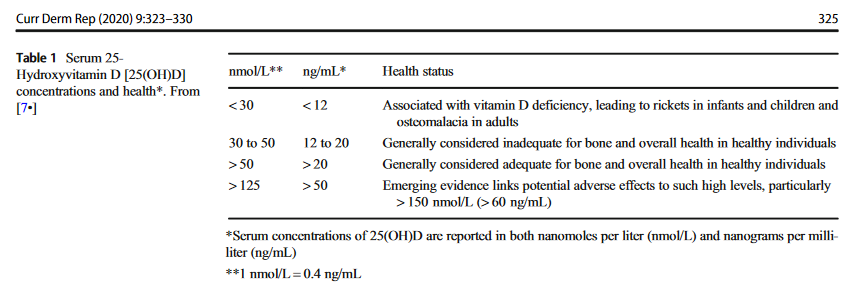 Curr Derm Rep (2020) 9:323–330 325
Table 1 Serum 25-
Hydroxyvitamin D [25(OH)D]
concentrations and health*. From
[7•]
nmol/L** ng/mL* Health status
< 30 < 12 Associated with vitamin D deficiency, leading to rickets in infants and children and
osteomalacia in adults
30 to 50 12 to 20 Generally considered inadequate for bone and overall health in healthy individuals
> 50 > 20 Generally considered adequate for bone and overall health in healthy individuals
> 125 > 50 Emerging evidence links potential adverse effects to such high levels, particularly
> 150 nmol/L (> 60 ng/mL)
*Serum concentrations of 25(OH)D are reported in both nanomoles per liter (nmol/L) and nanograms per milli-
liter (ng/mL)
**1 nmol/L = 0.4 ng/mL